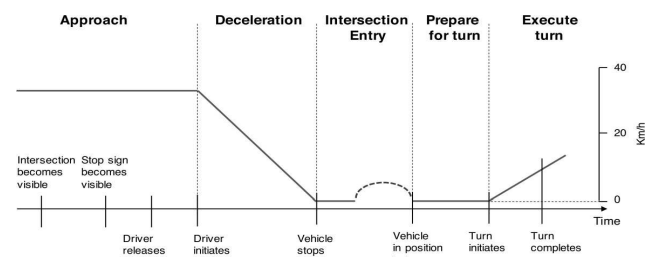 Approach
Deceleration
Intersection
Entry
Prepare
for turn
Execute
turn
40
20
0
Km/h
Intersection
becomes
visible
Stop sign
becomes
visible
Time
Driver
releases
Driver
initiates
Vehicle
stops
Vehicle
in position
Turn
initiates
Turn
completes